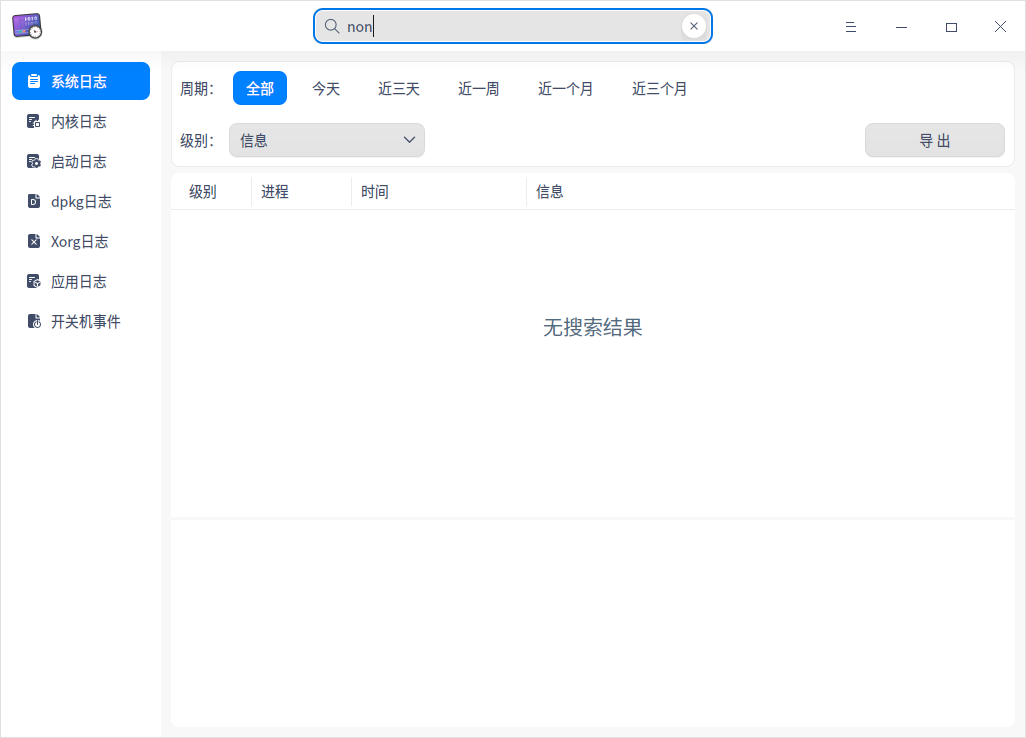 non
系统日志
内核日志
启动日志
dpkg日志
Xorg日志
应用日志
开关机事件
周期： 全部 今天 近三天 近一周 近一个月 近三个月
级别： 信息 导出
级别 进程 时间 信息
无搜索结果